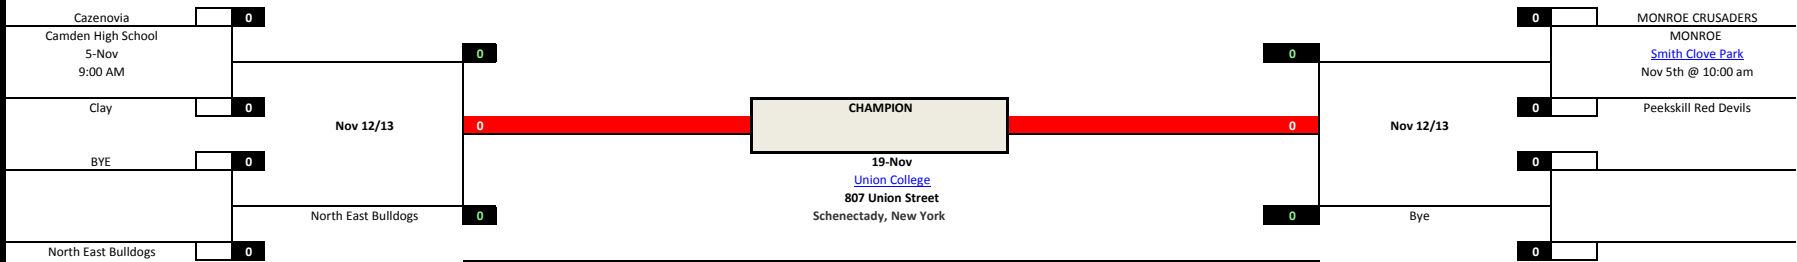 Cazenovia 0
0 MONROE CRUSADERS
Camden High School
MONROE
5-Nov
0
0
Smith Clove Park
9:00 AM
Nov 5th @ 10:00 am
Clay 0
CHAMPION
0 Peekskill Red Devils
Nov 12/13
0
0
Nov 12/13
BYE 0
19-Nov
0
Union College
807 Union Street
North East Bulldogs 0
Schenectady, New York
0 Bye
North East Bulldogs 0
0